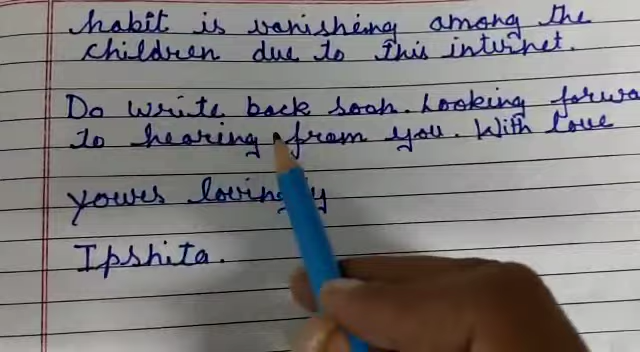 habit is vanishing among the
children due to this internet.
Do write back soon. Looking forwa
to hearing from you. With love
yours lovingly
Ipshita.